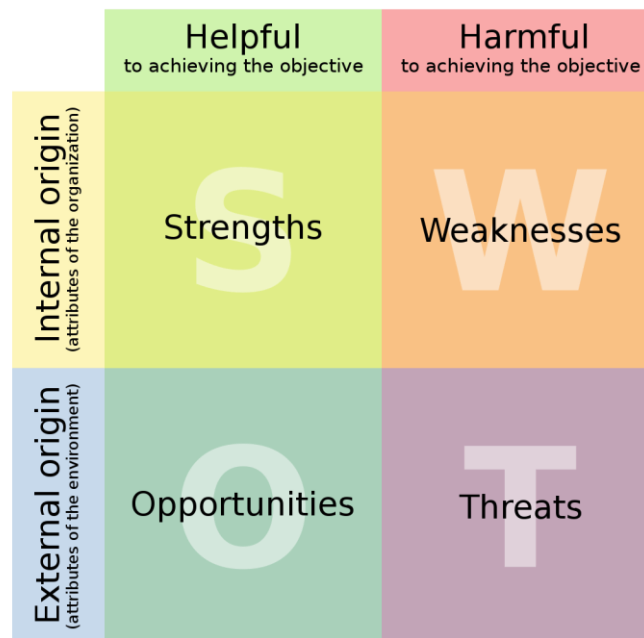 Helpful
to achieving the objective
Harmful
to achieving the objective
Internal origin
(attributes of the organization)
S
Strengths
W
Weaknesses
External origin
(attributes of the environment)
O
Opportunities
T
Threats